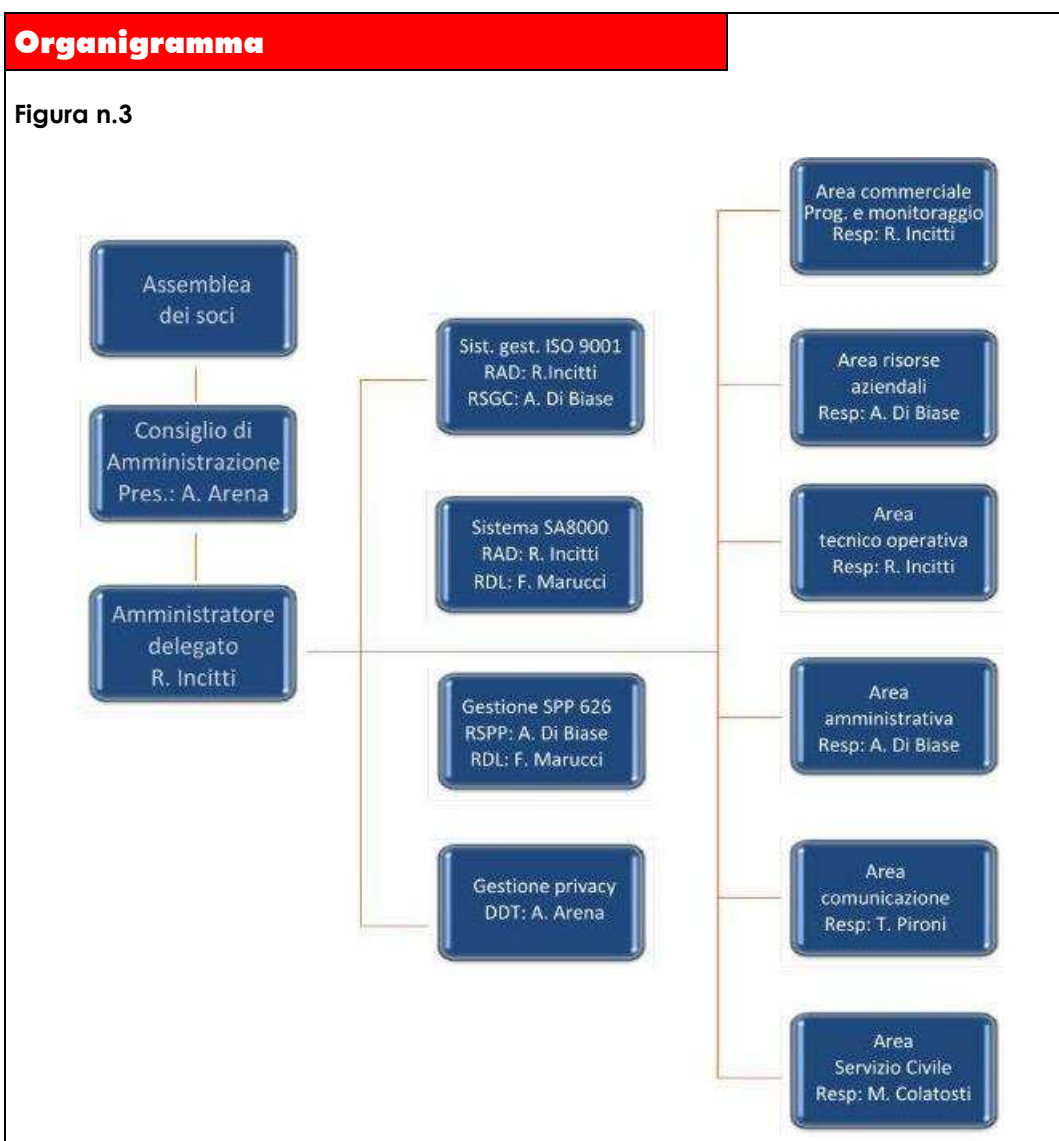 Organigramma
Figura n.3
Assemblea
dei soci
Consiglio di
Amministrazione
Pres.: A. Arena
Amministratore
delegato
R. Incitti
Sist. gest. ISO 9001
RAD: R.Incitti
RSGC: A. Di Biase
Sistema SA8000
RAD: R. Incitti
RDL: F. Marucci
Gestione SPP 626
RSPP: A. Di Biase
RDL: F. Marucci
Gestione privacy
DDT: A. Arena
Area commerciale
Prog. e monitoraggio
Resp: R. Incitti
Area risorse
aziendali
Resp: A. Di Biase
Area
tecnico operativa
Resp: R. Incitti
Area
amministrativa
Resp: A. Di Biase
Area
comunicazione
Resp: T. Pironi
Area
Servizio Civile
Resp: M. Colatosti